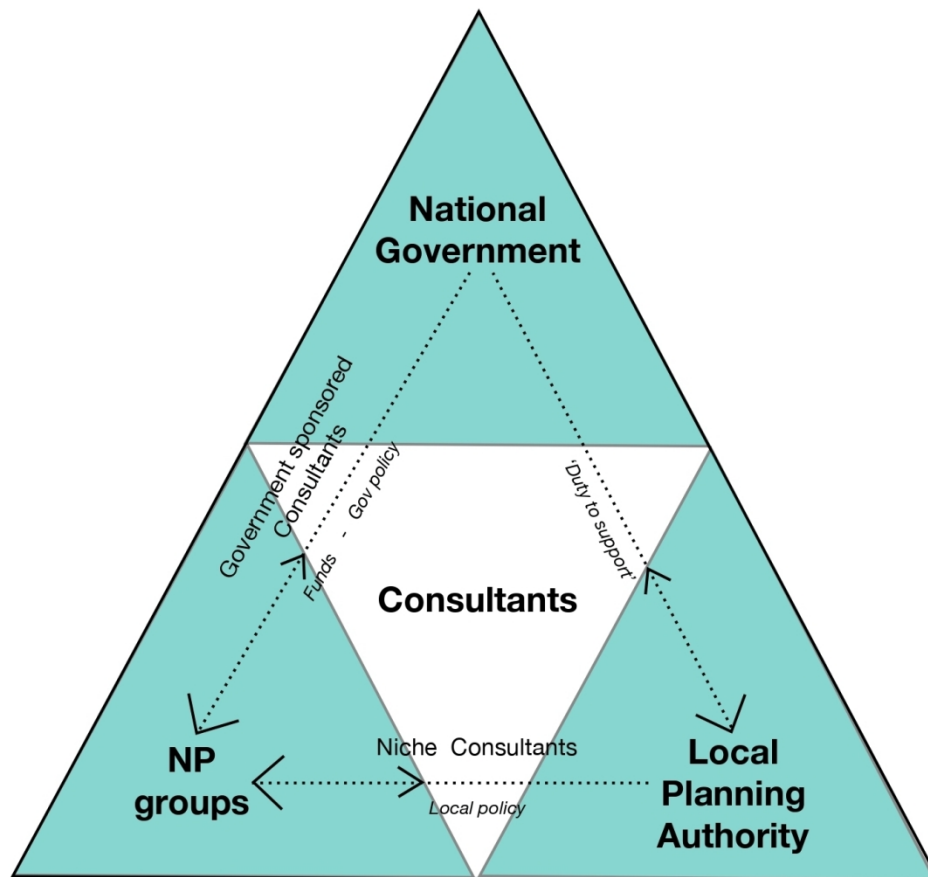 National
Government
Government sponsored
Consultants
Funds - Gov policy
'Duty to support'
Consultants
NP
groups
Niche Consultants
Local policy
Local
Planning
Authority